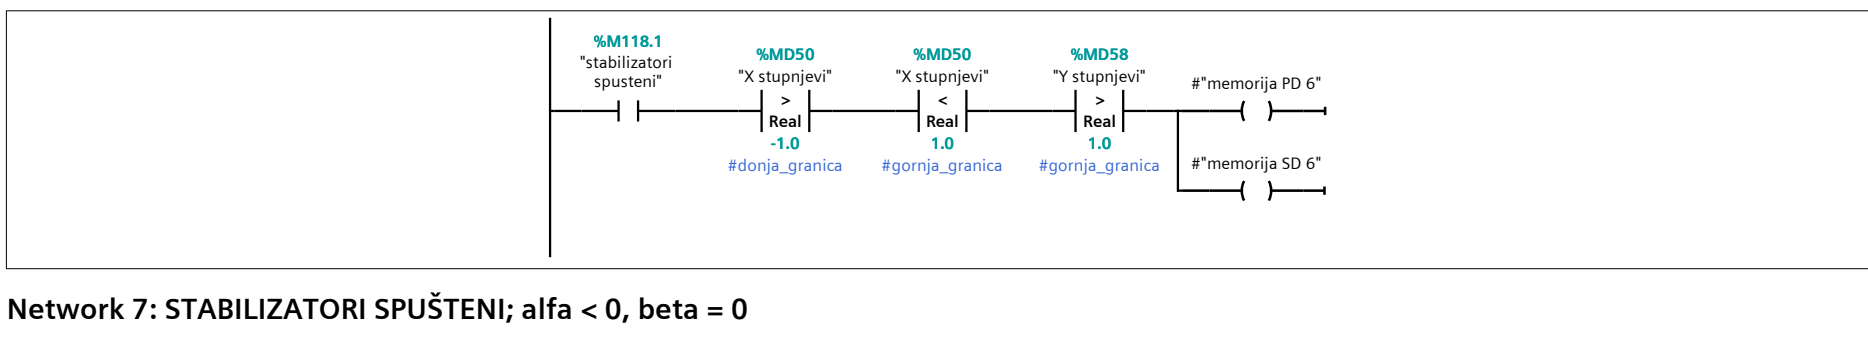 %M118.1
"stabilizatori
spusteni"
%MD50
"X stupnjevi"
>
Real
-1.0
#donja_granica
%MD50
"X stupnjevi"
<
Real
1.0
#gornja_granica
%MD58
"Y stupnjevi"
>
Real
1.0
#gornja_granica
#"memorija PD 6"
#"memorija SD 6"
Network 7: STABILIZATORI SPUŠTENI; alfa < 0, beta = 0